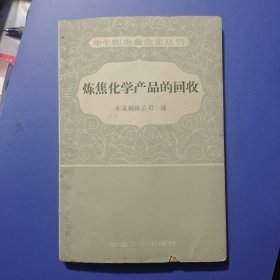 中小型冶金企业丛刊
炼焦化学产品的回收
本溪钢铁公司 编
冶金工业出版社